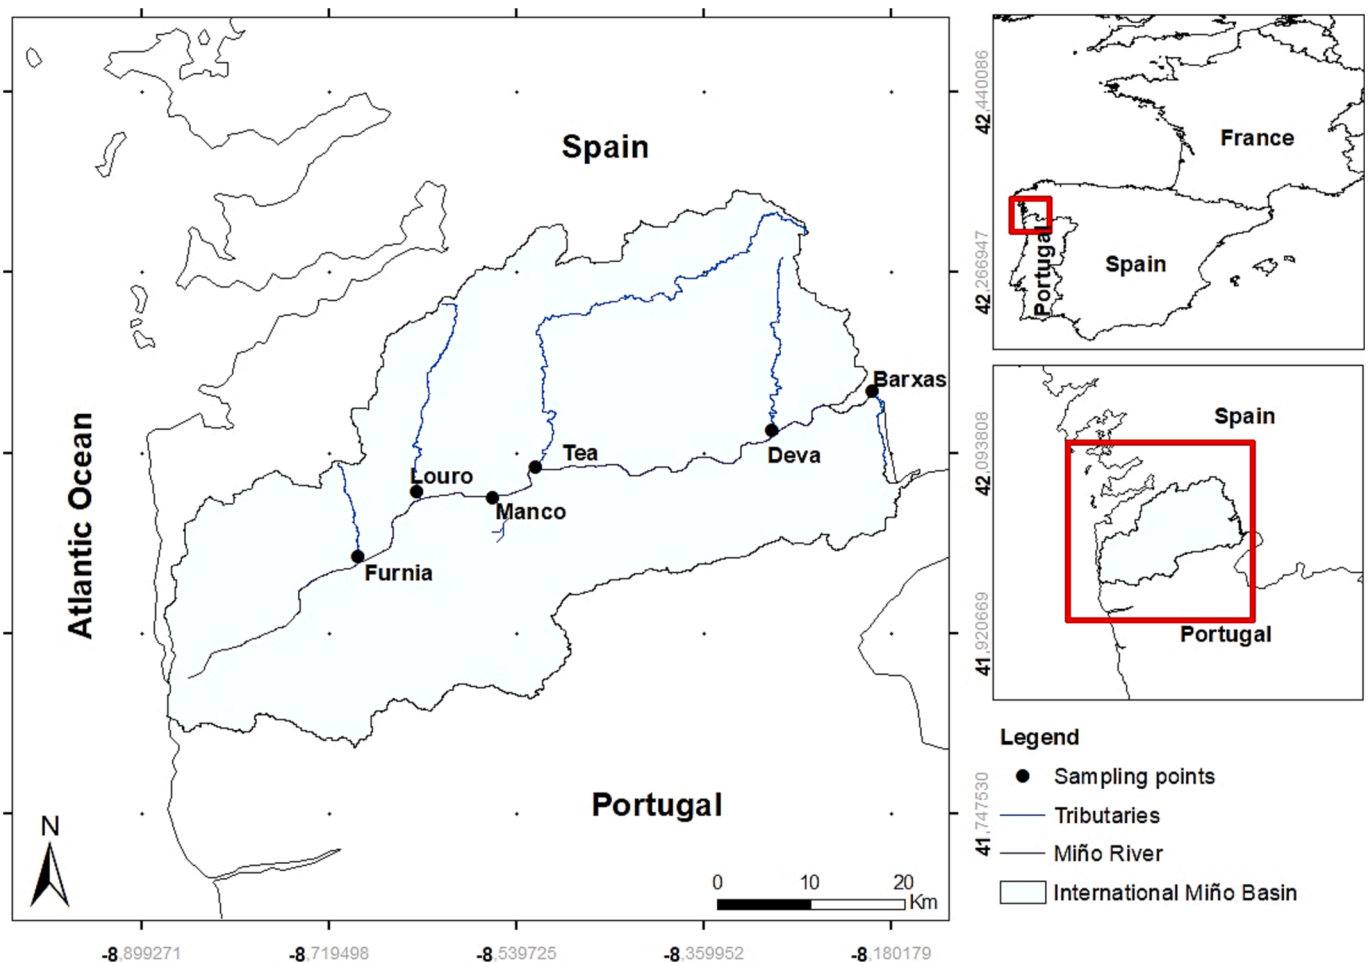 Spain
Atlantic Ocean
Barxas
Tea
Deva
Louro
Manco
Furnia
Portugal
N
0 10 20
Km
-8,899271 -8,719498 -8,539725 -8,359952 -8,180179
42,440086
42,266947
42,093808
41,920669
41,747530
France
Portugal
Spain
Spain
Portugal
Legend
Sampling points
Tributaries
Miño River
International Miño Basin